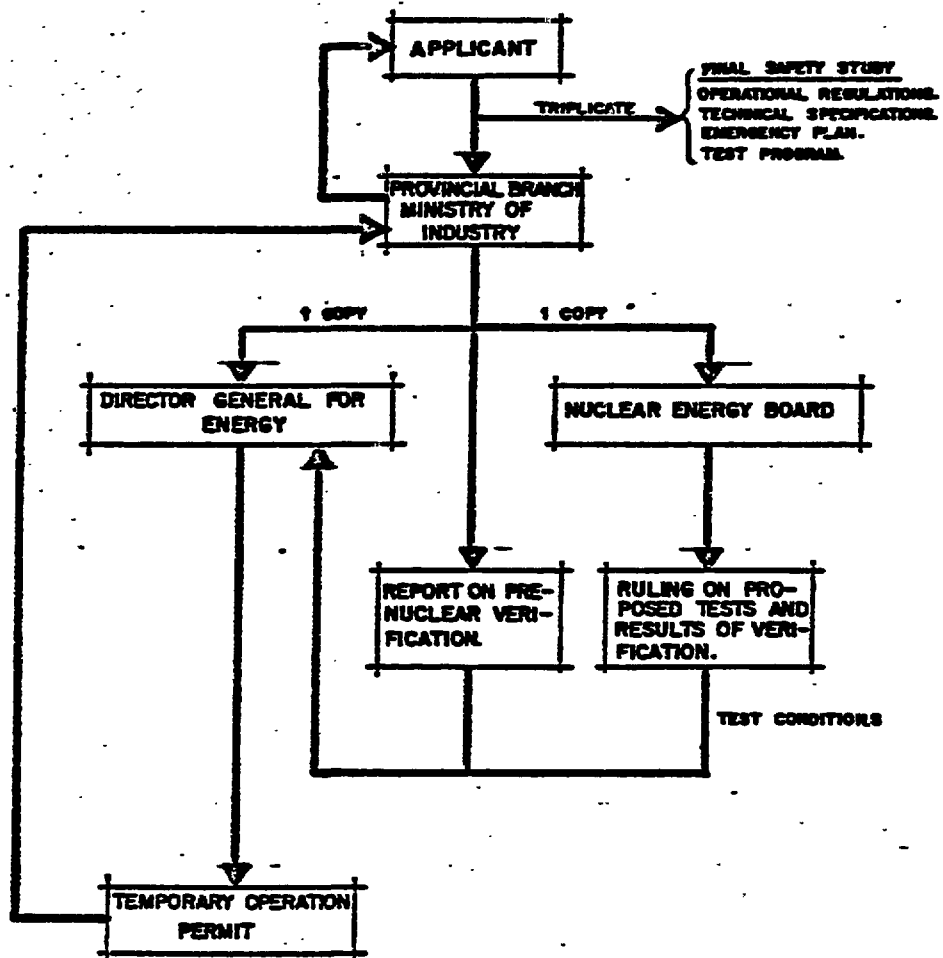 APPLICANT
TRIPLICATE
FINAL SAFETY STUDY
OPERATIONAL REGULATIONS.
TECHNICAL SPECIFICATIONS.
EMERGENCY PLAN.
TEST PROGRAM.
PROVINCIAL BRANCH
MINISTRY OF
INDUSTRY
1 COPY
1 COPY
DIRECTOR GENERAL FOR
ENERGY
NUCLEAR ENERGY BOARD
REPORT ON PRE-
NUCLEAR VERI-
FICATION.
RULING ON PRO-
POSED TESTS AND
RESULTS OF VERI-
FICATION.
TEST CONDITIONS
TEMPORARY OPERATION
PERMIT